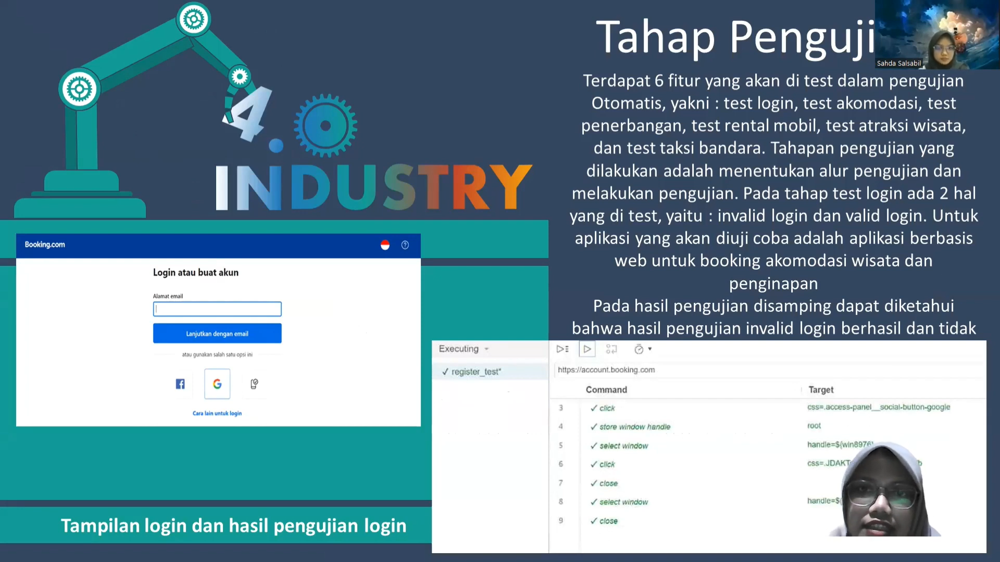 Tahap Penguji
Sahda Salsabil
Terdapat 6 fitur yang akan di test dalam pengujian
Otomatis, yakni : test login, test akomodasi, test
penerbangan, test rental mobil, test atraksi wisata,
dan test taksi bandara. Tahapan pengujian yang
dilakukan adalah menentukan alur pengujian dan
melakukan pengujian. Pada tahap test login ada 2 hal
yang di test, yaitu : invalid login dan valid login. Untuk
aplikasi yang akan diuji coba adalah aplikasi berbasis
web untuk booking akomodasi wisata dan
penginapan
Pada hasil pengujian disamping dapat diketahui
bahwa hasil pengujian invalid login berhasil dan tidak
4.
INDUSTRY
Booking.com
Login atau buat akun
Alamat email
Lanjutkan dengan email
atau gunakan salah satu opsi ini
Cara lain untuk login
Tampilan login dan hasil pengujian login
Executing
✓ register_test*
https://account.booking.com
Command Target
3 ✓ click css=.access-panel__social-button-google
4 ✓ store window handle root
5 ✓ select window handle=${win8976}
6 ✓ click
7 ✓ close
8 ✓ select window handle=${
9 ✓ close